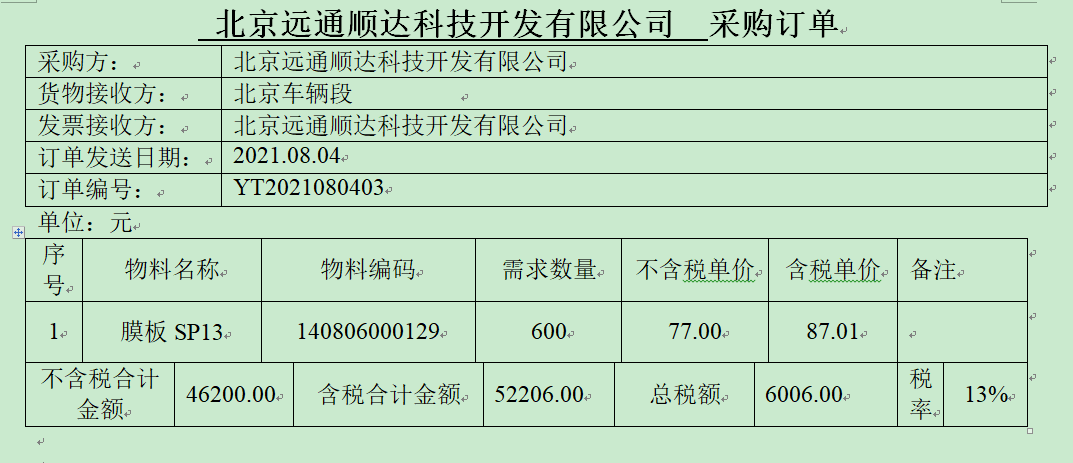 北京远通顺达科技开发有限公司 采购订单
采购方： 北京远通顺达科技开发有限公司
货物接收方： 北京车辆段
发票接收方： 北京远通顺达科技开发有限公司
订单发送日期： 2021.08.04
订单编号： YT2021080403
单位：元
序号 物料名称 物料编码 需求数量 不含税单价 含税单价 备注
1 膜板 SP13 140806000129 600 77.00 87.01
不含税合计金额 46200.00 含税合计金额 52206.00 总税额 6006.00 税率 13%